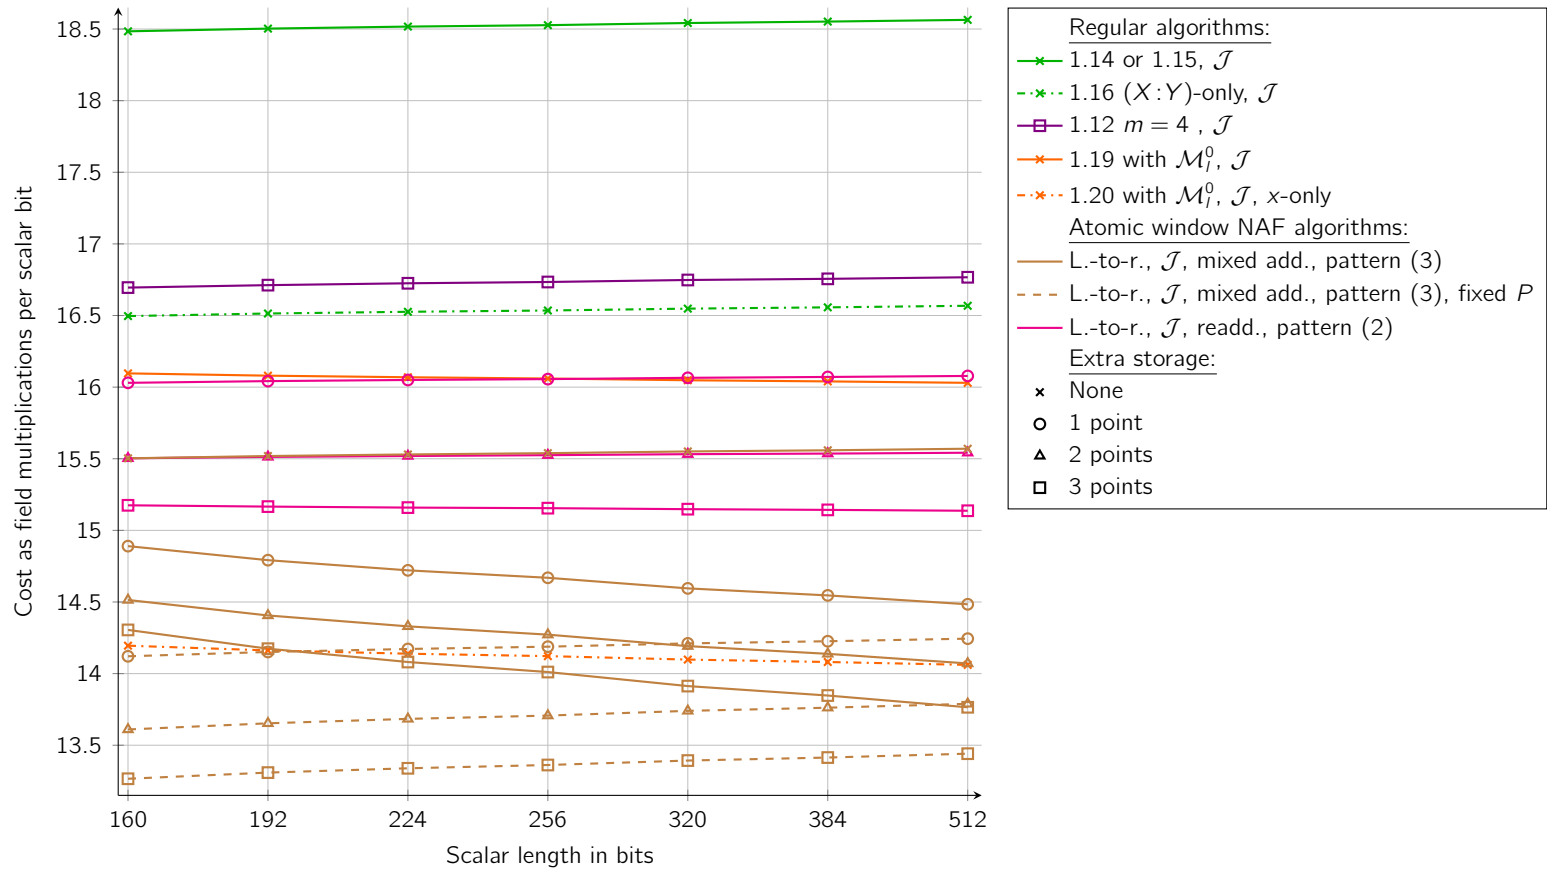 Cost as field multiplications per scalar bit
18.5
18
17.5
17
16.5
16
15.5
15
14.5
14
13.5
160 192 224 256 320 384 512
Scalar length in bits
Regular algorithms:
1.14 or 1.15, 𝒥
1.16 (X : Y)-only, 𝒥
1.12 m = 4 , 𝒥
1.19 with ℳ_I^0, 𝒥
1.20 with ℳ_I^0, 𝒥, x-only
Atomic window NAF algorithms:
L.-to-r., 𝒥, mixed add., pattern (3)
L.-to-r., 𝒥, mixed add., pattern (3), fixed P
L.-to-r., 𝒥, readd., pattern (2)
Extra storage:
None
1 point
2 points
3 points